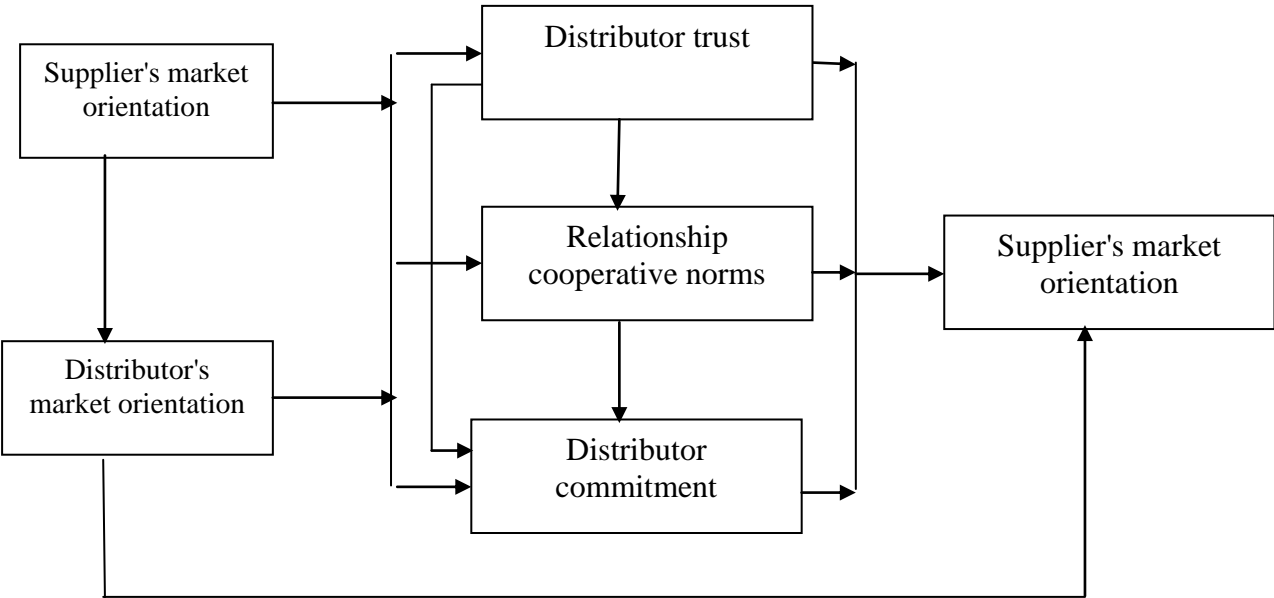 Supplier's market
orientation
Distributor's
market orientation
Distributor trust
Relationship
cooperative norms
Distributor
commitment
Supplier's market
orientation